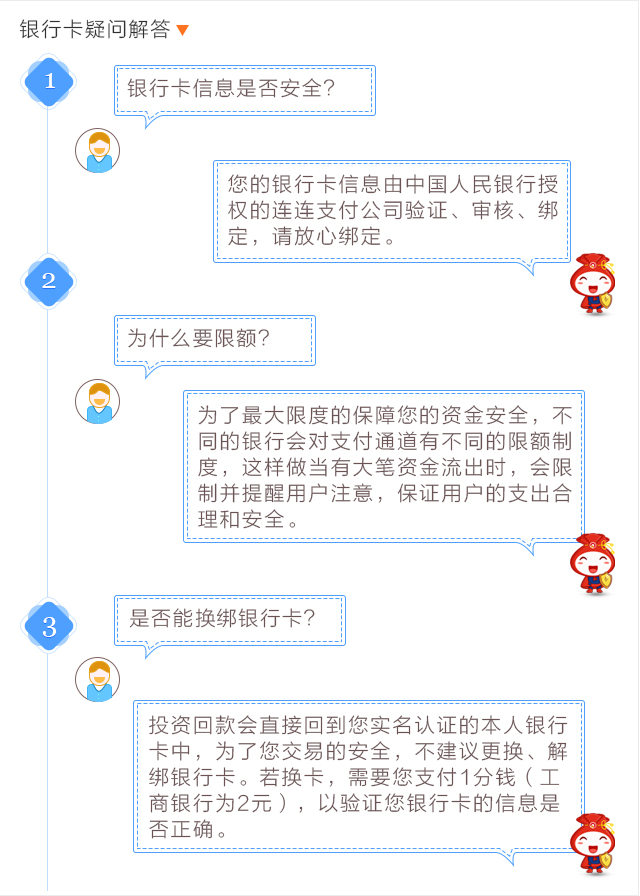 银行卡疑问解答
1
银行卡信息是否安全?
您的银行卡信息由中国人民银行授
权的连连支付公司验证、审核、绑
定，请放心绑定。
2
为什么要限额?
为了最大限度的保障您的资金安全，不
同的银行会对支付通道有不同的限额制
度，这样做当有大笔资金流出时，会限
制并提醒用户注意，保证用户的支出合
理和安全。
3
是否能换绑银行卡?
投资回款会直接回到您实名认证的本人银行
卡中，为了您交易的安全，不建议更换、解
绑银行卡。若换卡，需要您支付1分钱（工
商银行为2元），以验证您银行卡的信息是
否正确。